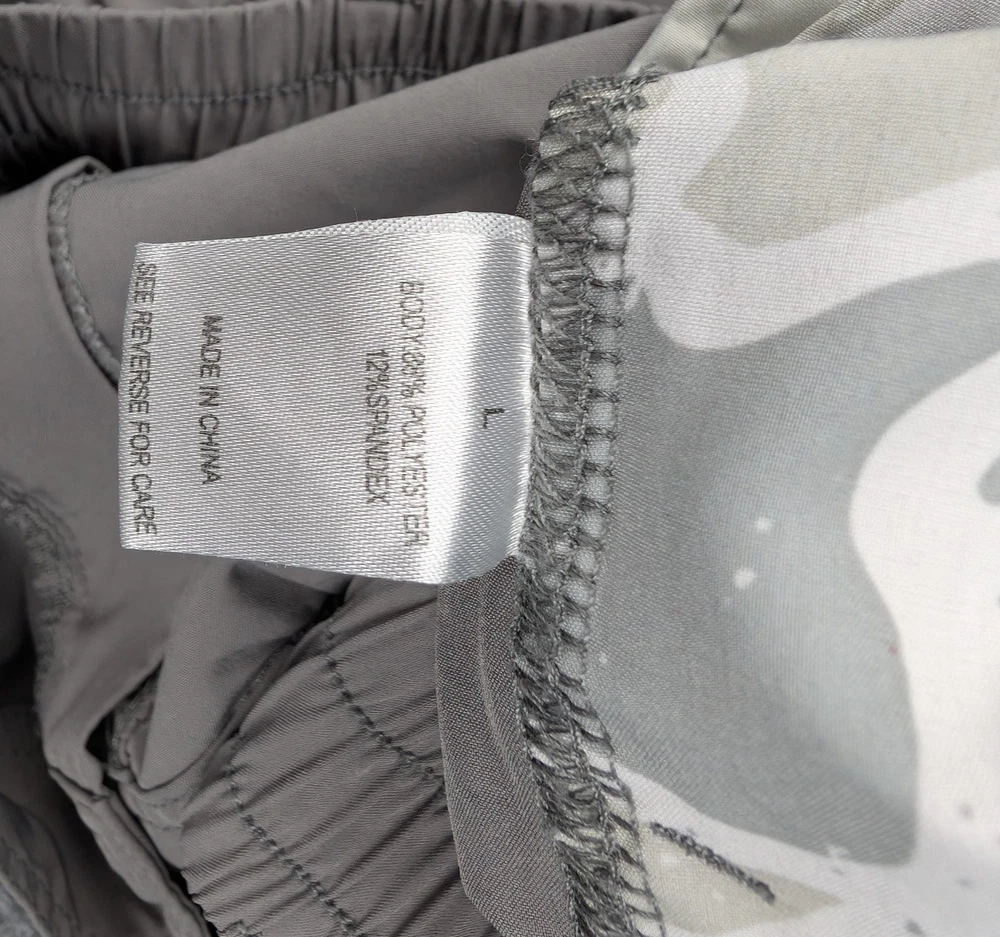 L
BODY:88% POLYESTER
12%SPANDEX
MADE IN CHINA
SEE REVERSE FOR CARE